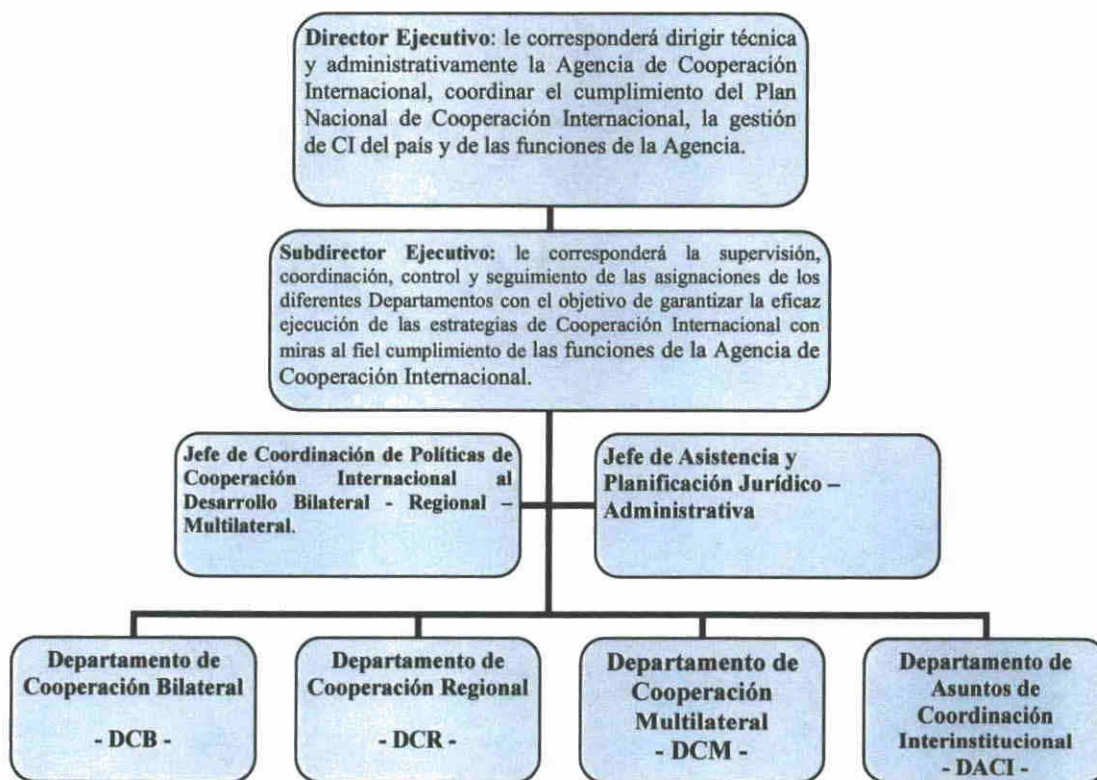 Director Ejecutivo: le corresponderá dirigir técnica
y administrativamente la Agencia de Cooperación
Internacional, coordinar el cumplimiento del Plan
Nacional de Cooperación Internacional, la gestión
de CI del país y de las funciones de la Agencia.
Subdirector Ejecutivo: le corresponderá la supervisión,
coordinación, control y seguimiento de las asignaciones de los
diferentes Departamentos con el objetivo de garantizar la eficaz
ejecución de las estrategias de Cooperación Internacional con
miras al fiel cumplimiento de las funciones de la Agencia de
Cooperación Internacional.
Jefe de Coordinación de Políticas de
Cooperación Internacional al
Desarrollo Bilateral - Regional –
Multilateral.
Jefe de Asistencia y
Planificación Jurídico –
Administrativa
Departamento de
Cooperación Bilateral
- DCB -
Departamento de
Cooperación Regional
- DCR -
Departamento de
Cooperación
Multilateral
- DCM -
Departamento de
Asuntos de
Coordinación
Interinstitucional
- DACI -